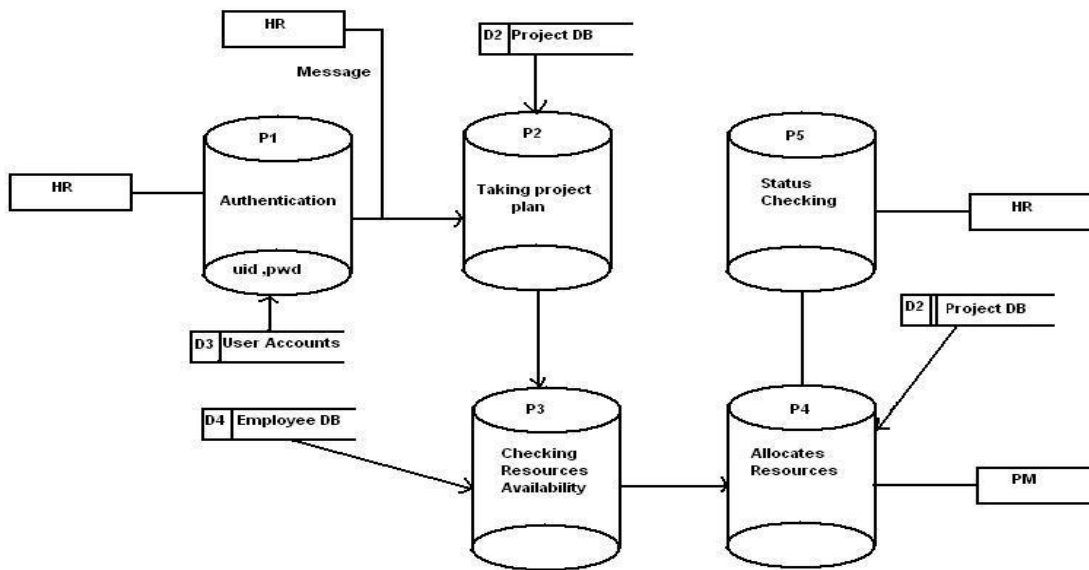 HR
D2 Project DB
Message
P1
P2
P5
HR
Authentication
Taking project
plan
Status
Checking
HR
uid ,pwd
D3 User Accounts
D2 Project DB
D4 Employee DB
P3
P4
Checking
Resources
Availability
Allocates
Resources
PM